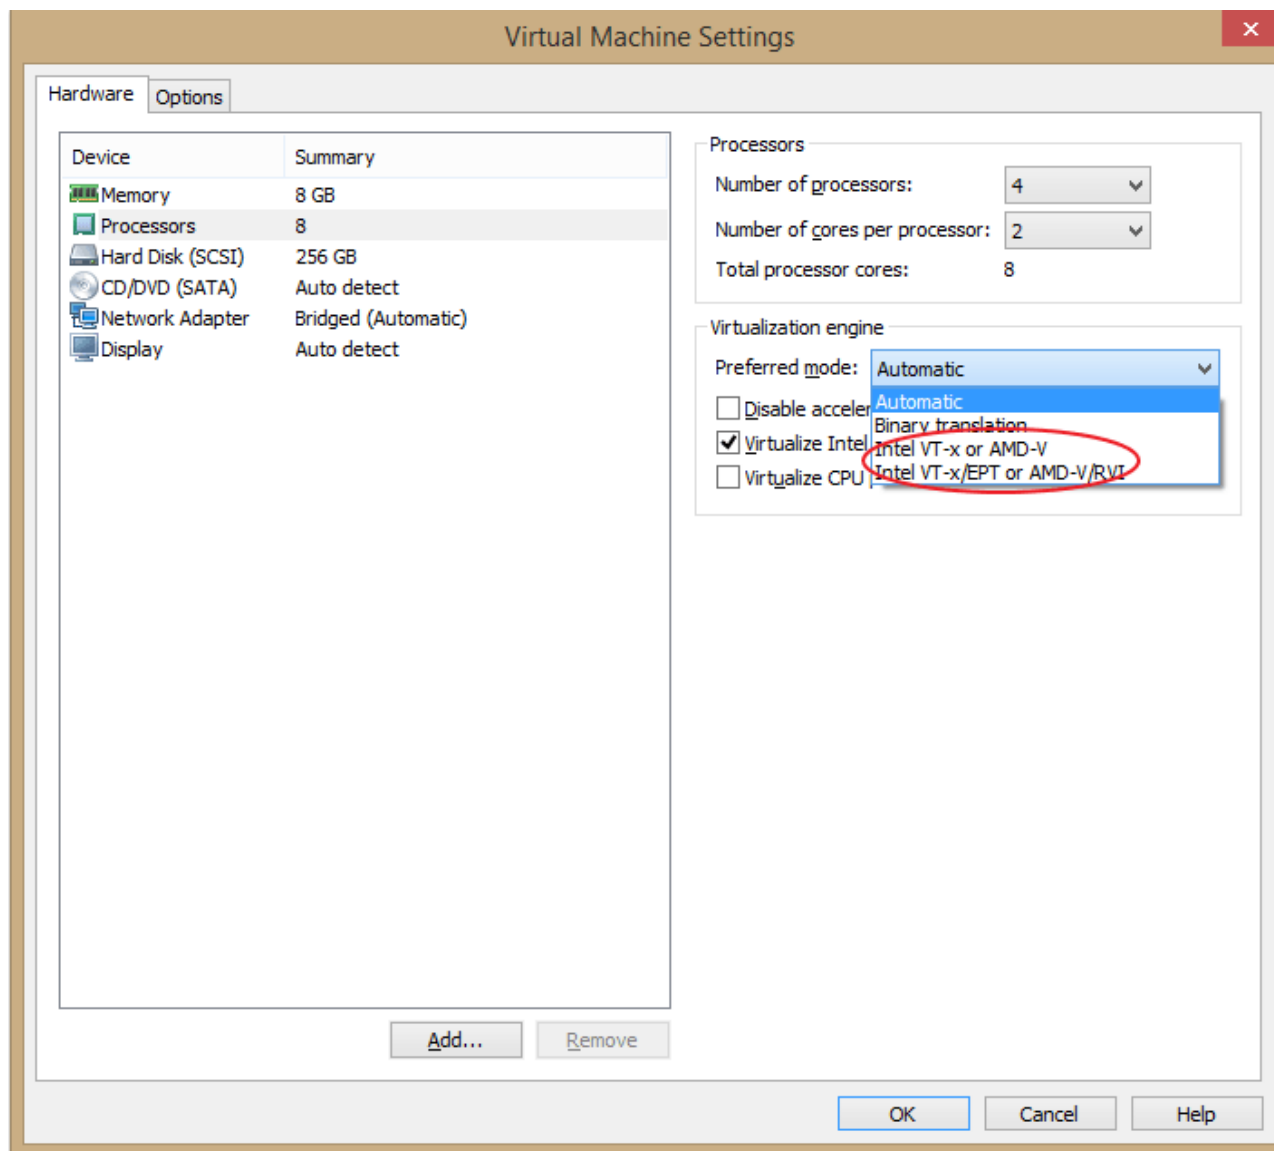 Virtual Machine Settings
Hardware Options
Device Summary
Memory 8 GB
Processors 8
Hard Disk (SCSI) 256 GB
CD/DVD (SATA) Auto detect
Network Adapter Bridged (Automatic)
Display Auto detect
Add... Remove
Processors
Number of processors: 4
Number of cores per processor: 2
Total processor cores: 8
Virtualization engine
Preferred mode: Automatic
Automatic
Binary translation
Intel VT-x or AMD-V
Intel VT-x/EPT or AMD-V/RVI
Disable acceler
Virtualize Intel
Virtualize CPU
OK Cancel Help